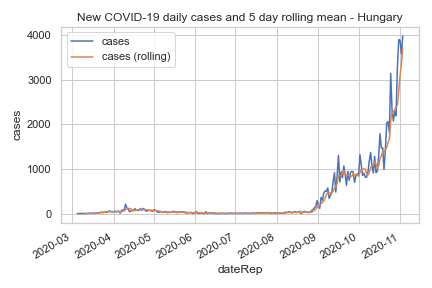 New COVID-19 daily cases and 5 day rolling mean - Hungary
cases
cases (rolling)
4000
3000
2000
1000
0
cases
2020-03
2020-04
2020-05
2020-06
2020-07
2020-08
2020-09
2020-10
2020-11
dateRep